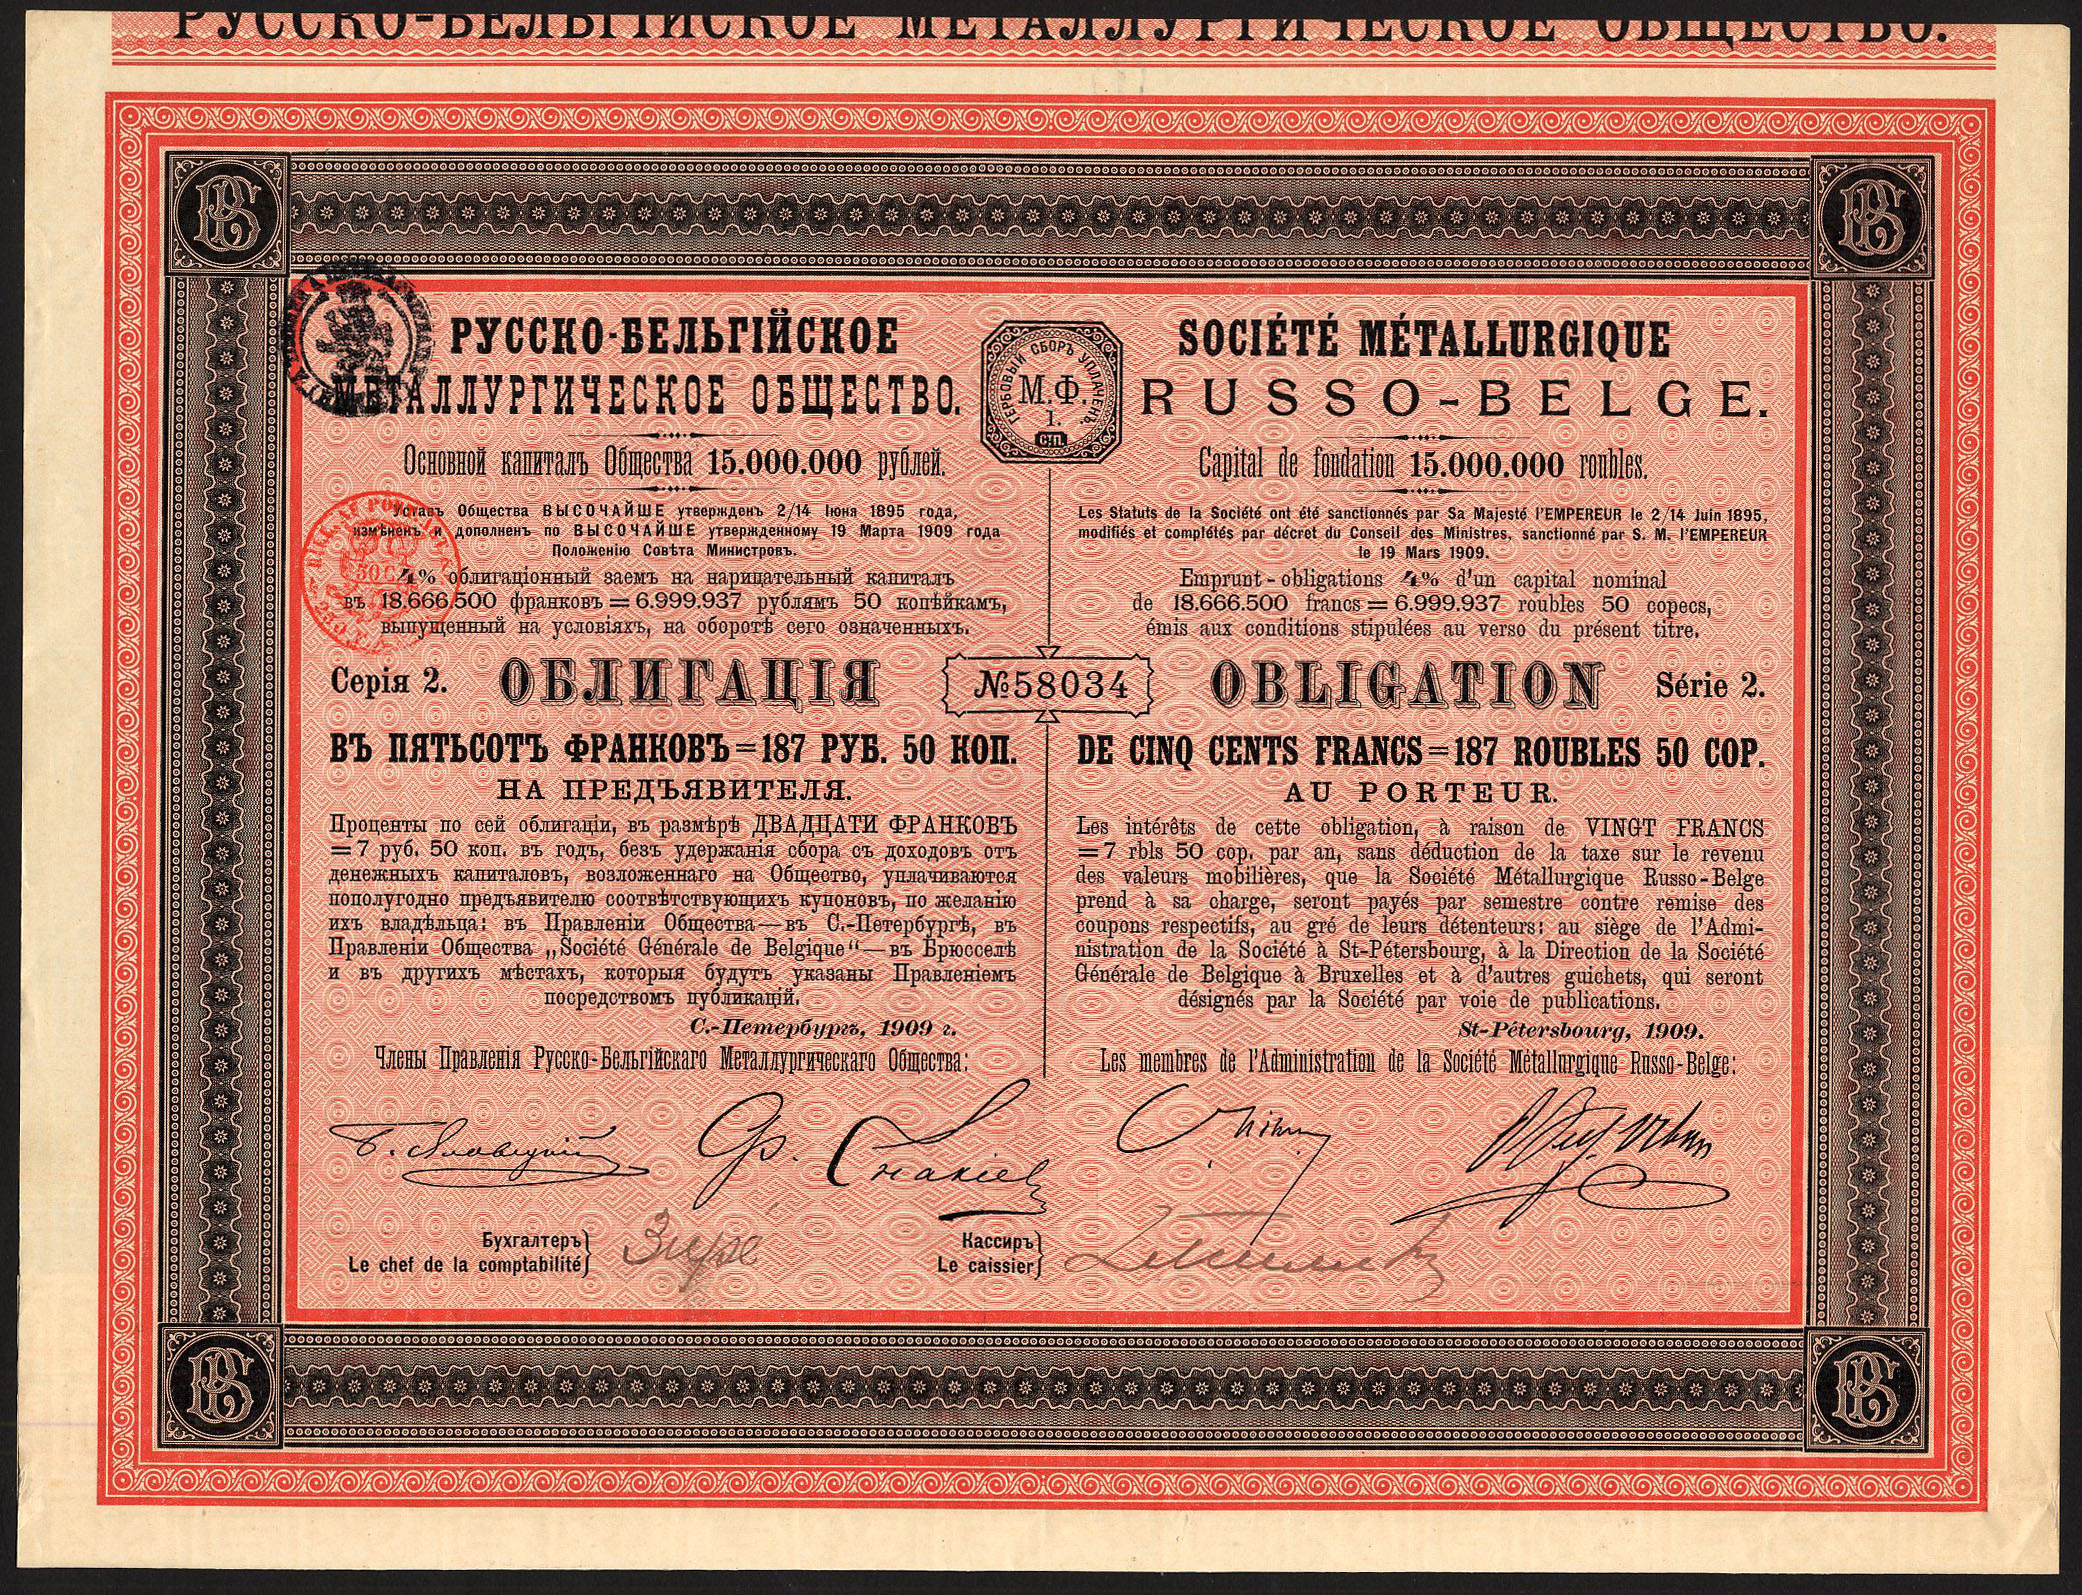 РУССКО-БЕЛЬГІЙСКОЕ МЕТАЛЛУРГИЧЕСКОЕ ОБЩЕСТВО.
РУССКО-БЕЛЬГІЙСКОЕ
МЕТАЛЛУРГИЧЕСКОЕ ОБЩЕСТВО.
Основной капиталъ Общества 15.000.000 рублей.
Уставъ Общества ВЫСОЧАЙШЕ утвержденъ 2/14 Іюня 1895 года,
измѣненъ и дополненъ по ВЫСОЧАЙШЕ утвержденному 19 Марта 1909 года
Положенію Совѣта Министровъ.
4% облигаціонный заемъ на нарицательный капиталъ
въ 18.666.500 франковъ = 6.999.937 рублямъ 50 копѣйкамъ,
выпущенный на условіяхъ, на оборотѣ сего означенныхъ.
Серія 2. ОБЛИГАЦІЯ
ВЪ ПЯТЬСОТЪ ФРАНКОВЪ = 187 РУБ. 50 КОП.
НА ПРЕДЪЯВИТЕЛЯ.
Проценты по сей облигаціи, въ размѣрѣ ДВАДЦАТИ ФРАНКОВЪ
= 7 руб. 50 коп. въ годъ, безъ удержанія сбора съ доходовъ отъ
денежныхъ капиталовъ, возложеннаго на Общество, уплачиваются
пополугодно предъявителю соотвѣтствующихъ купоновъ, по желанію
ихъ владѣльца: въ Правленіи Общества — въ С.-Петербургѣ, въ
Правленіи Общества „Société Générale de Belgique“ — въ Брюсселѣ
и въ другихъ мѣстахъ, которыя будутъ указаны Правленіемъ
посредствомъ публикацій.
С.-Петербургъ, 1909 г.
Члены Правленія Русско-Бельгійскаго Металлургическаго Общества:
ГЕРБОВЫЙ СБОРЪ УПЛАЧЕНЪ.
М.Ф.
1.
СПП.
№ 58034
SOCIÉTÉ MÉTALLURGIQUE
RUSSO-BELGE.
Capital de fondation 15.000.000 roubles.
Les Statuts de la Société ont été sanctionnés par Sa Majesté l'EMPEREUR le 2/14 Juin 1895,
modifiés et complétés par décret du Conseil des Ministres, sanctionné par S. M. l'EMPEREUR
le 19 Mars 1909.
Emprunt-obligations 4% d'un capital nominal
de 18.666.500 francs = 6.999.937 roubles 50 copecs,
émis aux conditions stipulées au verso du présent titre.
OBLIGATION Série 2.
DE CINQ CENTS FRANCS = 187 ROUBLES 50 COP.
AU PORTEUR.
Les intérêts de cette obligation, à raison de VINGT FRANCS
= 7 rbls 50 cop. par an, sans déduction de la taxe sur le revenu
des valeurs mobilières, que la Société Métallurgique Russo-Belge
prend à sa charge, seront payés par semestre contre remise des
coupons respectifs, au gré de leurs détenteurs: au siège de l'Admi-
nistration de la Société à St-Pétersbourg, à la Direction de la Société
Générale de Belgique à Bruxelles et à d'autres guichets, qui seront
désignés par la Société par voie de publications.
St-Pétersbourg, 1909.
Les membres de l'Administration de la Société Métallurgique Russo-Belge:
Бухгалтеръ
Le chef de la comptabilité
Кассиръ
Le caissier